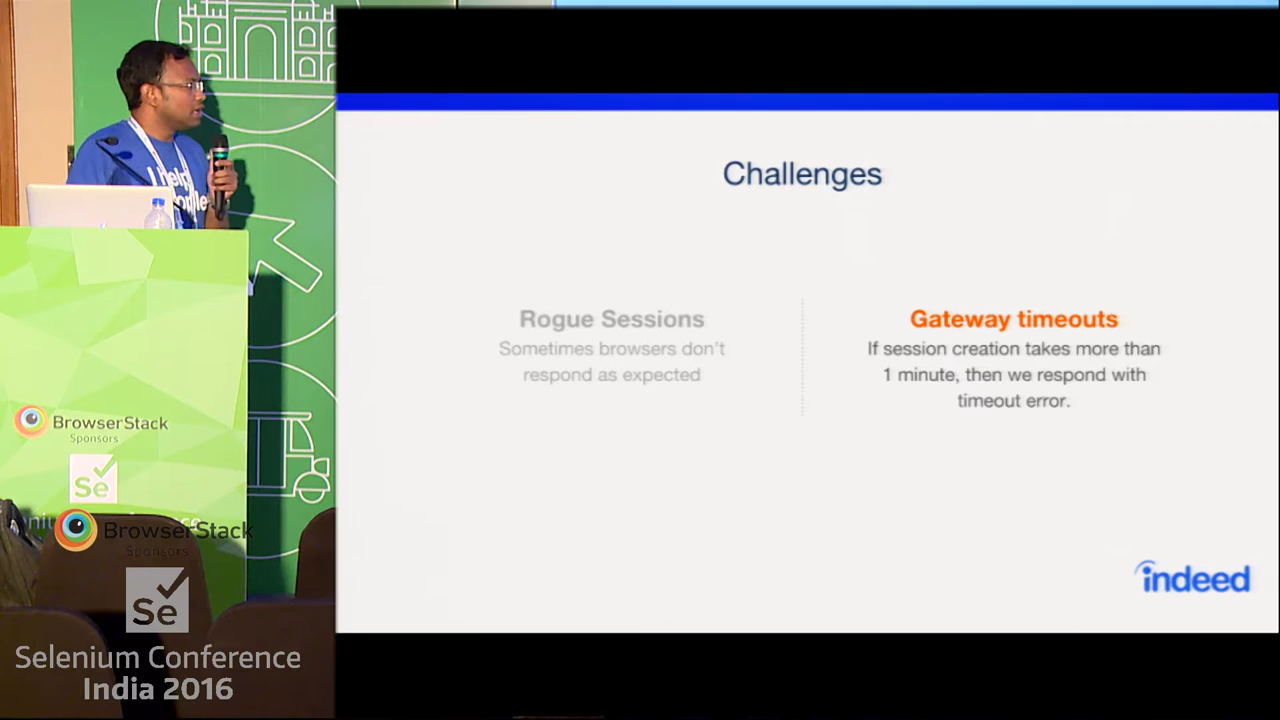 Challenges
Rogue Sessions
Sometimes browsers don't
respond as expected
Gateway timeouts
If session creation takes more than
1 minute, then we respond with
timeout error.
indeed
I help
BrowserStack
Sponsors
Se
BrowserStack
Sponsors
Se
Selenium Conference
India 2016